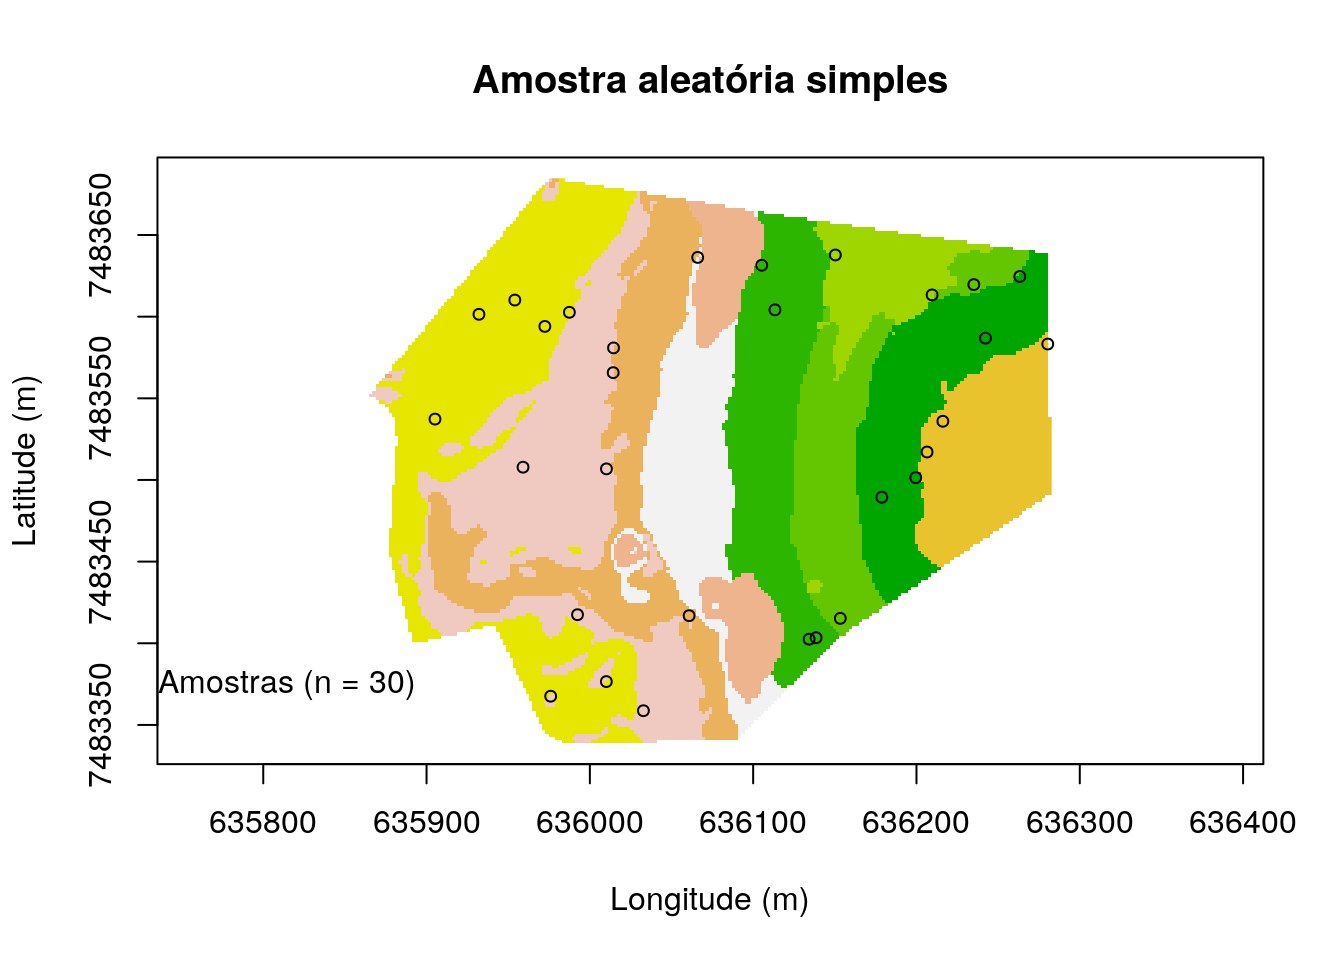 Amostra aleatória simples
Latitude (m)
7483650
7483550
7483450
7483350
Amostras (n = 30)
635800 635900 636000 636100 636200 636300 636400
Longitude (m)